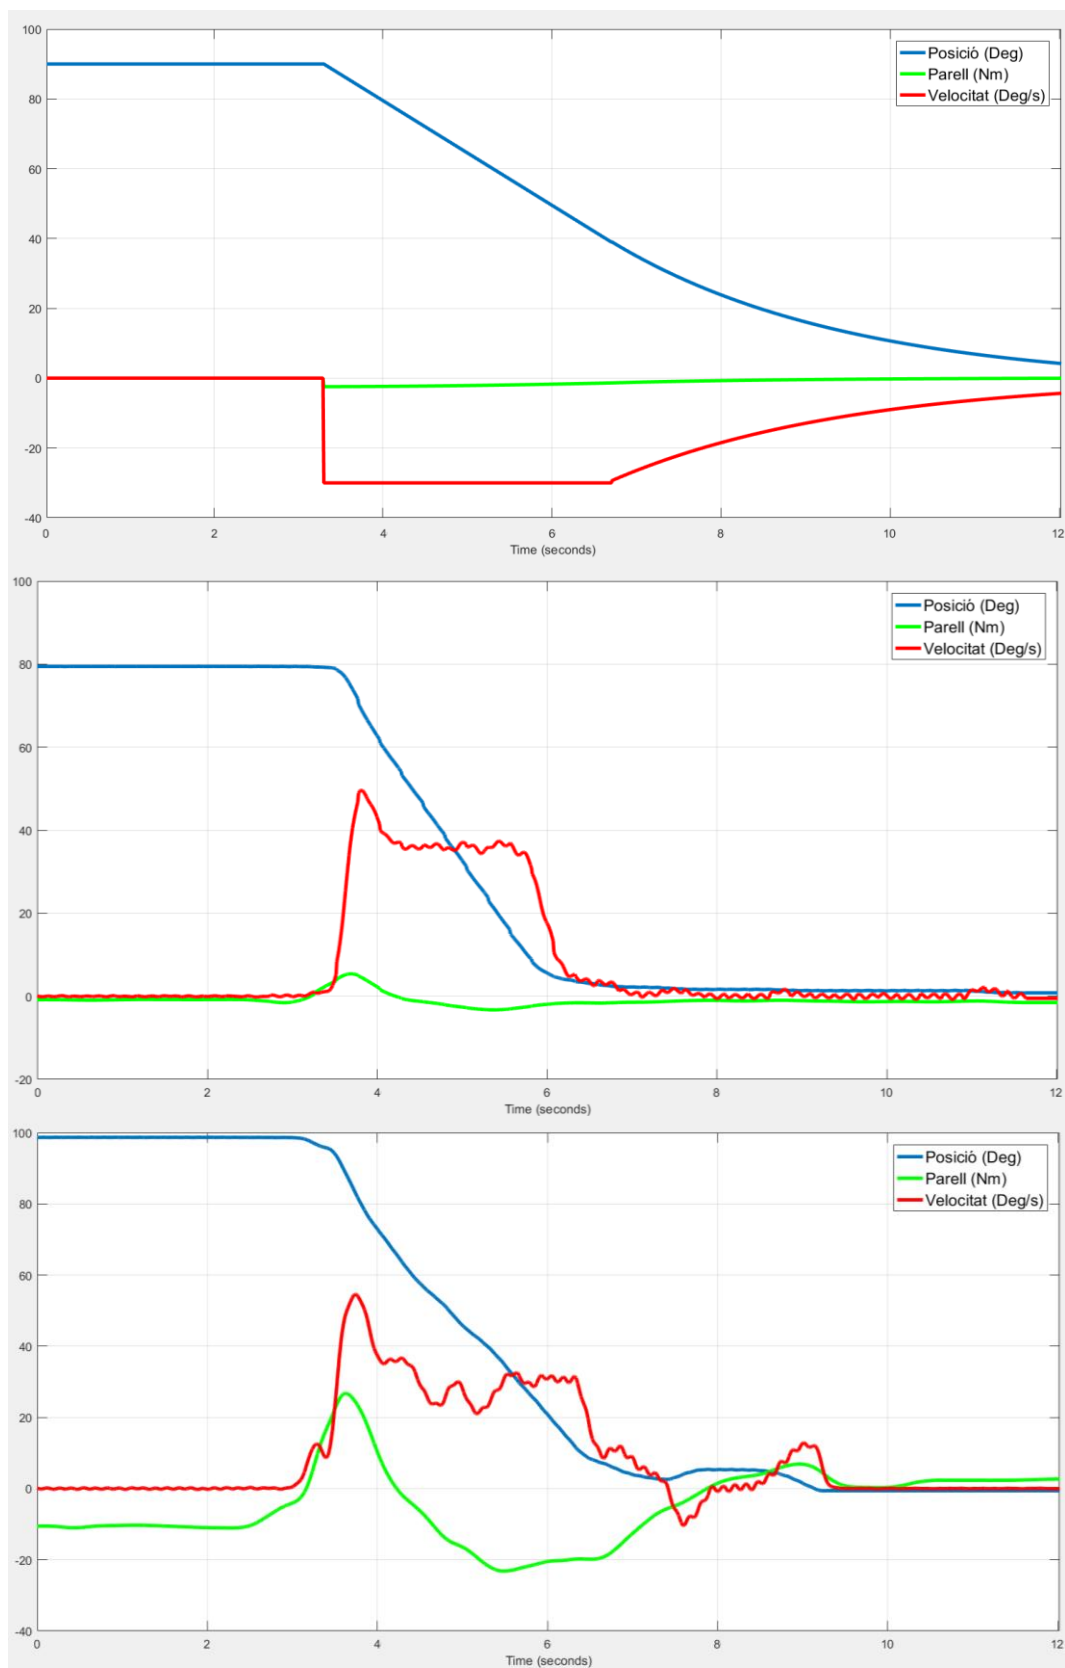 100
80
60
40
20
0
-20
-40
0 2 4 6 8 10 12
Time (seconds)
Posició (Deg)
Parell (Nm)
Velocitat (Deg/s)
100
80
60
40
20
0
-20
0 2 4 6 8 10 12
Time (seconds)
Posició (Deg)
Parell (Nm)
Velocitat (Deg/s)
100
80
60
40
20
0
-20
-40
0 2 4 6 8 10 12
Time (seconds)
Posició (Deg)
Parell (Nm)
Velocitat (Deg/s)